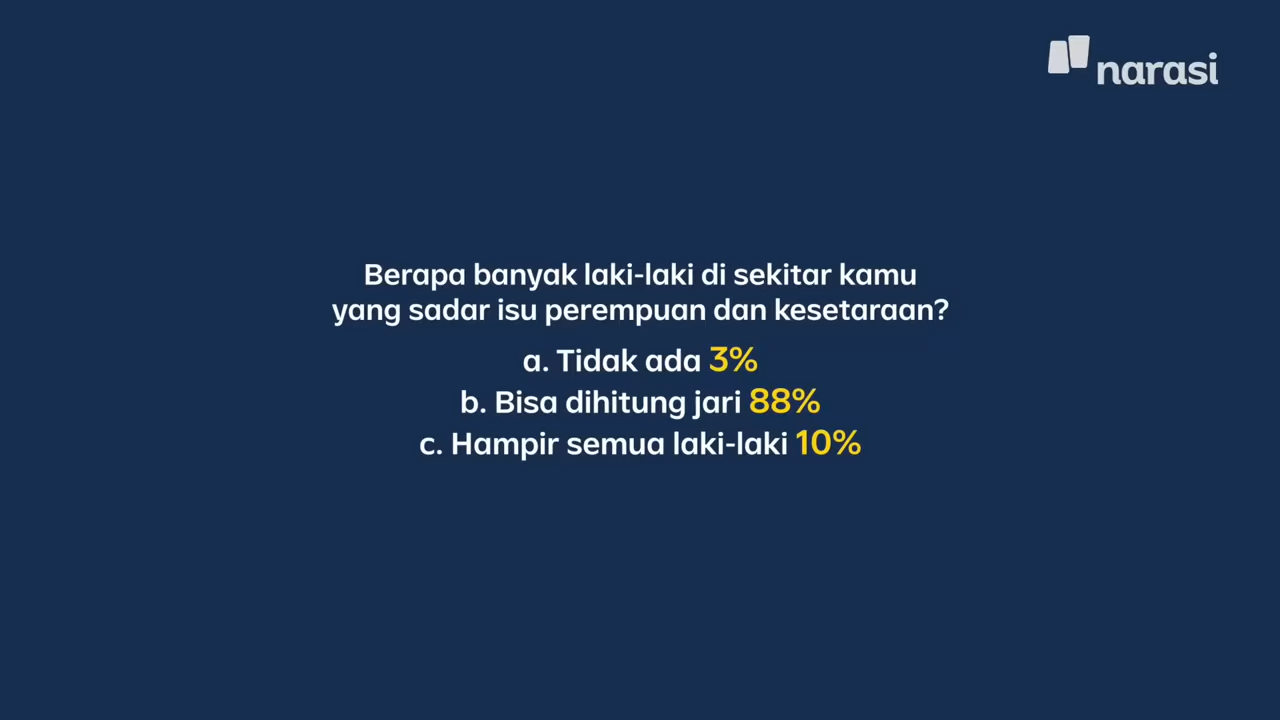 narasi
Berapa banyak laki-laki di sekitar kamu
yang sadar isu perempuan dan kesetaraan?
a. Tidak ada 3%
b. Bisa dihitung jari 88%
c. Hampir semua laki-laki 10%